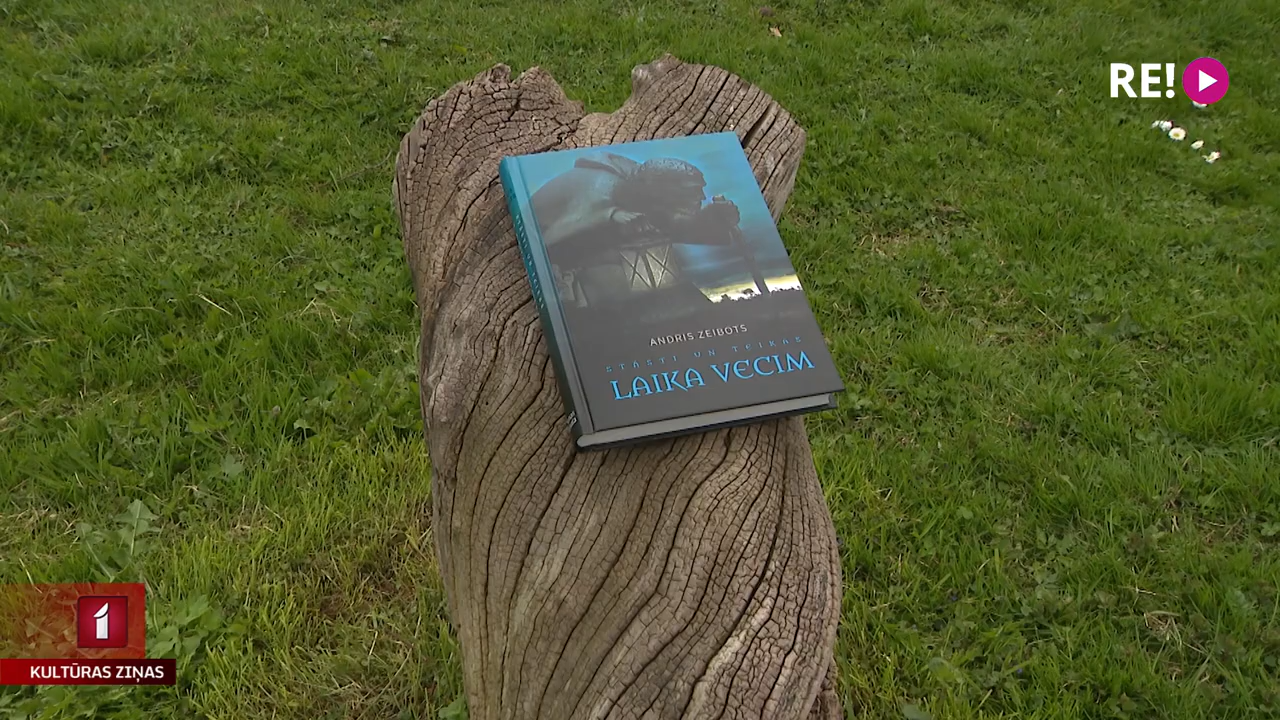 RE!
ANDRIS ZEIBOTS
STĀSTI UN TEIKAS
LAIKA VECIM
1
KULTŪRAS ZIŅAS